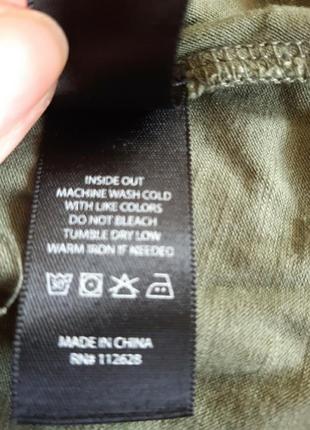 INSIDE OUT
MACHINE WASH COLD
WITH LIKE COLORS
DO NOT BLEACH
TUMBLE DRY LOW
WARM IRON IF NEEDED
MADE IN CHINA
RN# 112628